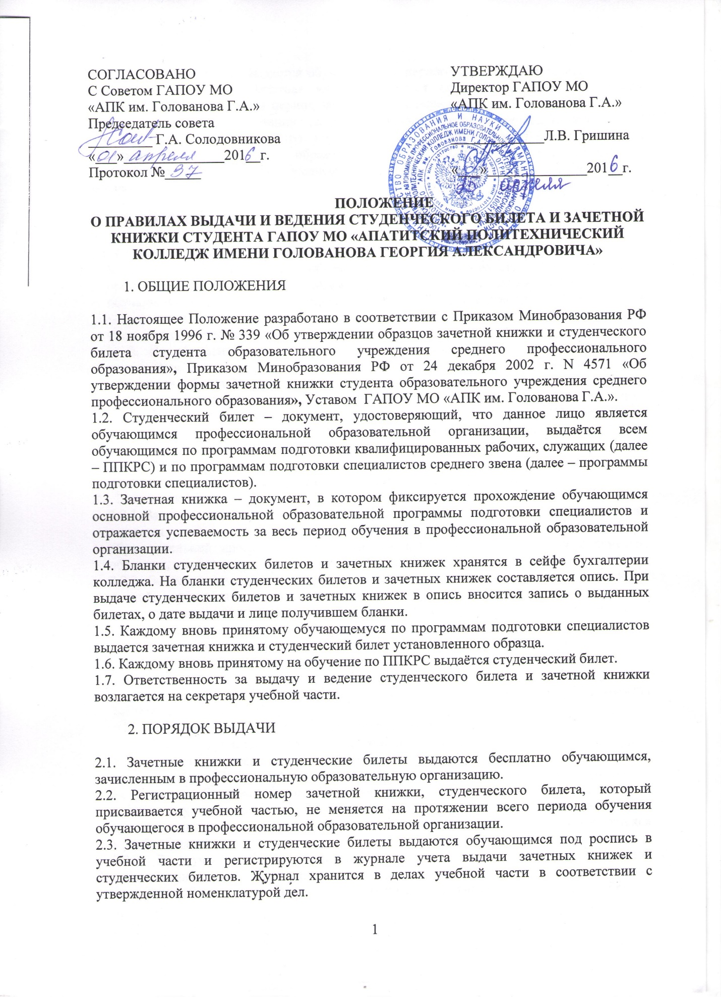 СОГЛАСОВАНО
С Советом ГАПОУ МО
«АПК им. Голованова Г.А.»
Председатель совета
Г.А. Солодовникова
«01» апреля 2016 г.
Протокол № 37
УТВЕРЖДАЮ
Директор ГАПОУ МО
«АПК им. Голованова Г.А.»
Л.В. Гришина
«__»______________2016 г.
25 апреля
ПОЛОЖЕНИЕ
О ПРАВИЛАХ ВЫДАЧИ И ВЕДЕНИЯ СТУДЕНЧЕСКОГО БИЛЕТА И ЗАЧЕТНОЙ
КНИЖКИ СТУДЕНТА ГАПОУ МО «АПАТИТСКИЙ ПОЛИТЕХНИЧЕСКИЙ
КОЛЛЕДЖ ИМЕНИ ГОЛОВАНОВА ГЕОРГИЯ АЛЕКСАНДРОВИЧА»
1. ОБЩИЕ ПОЛОЖЕНИЯ
1.1. Настоящее Положение разработано в соответствии с Приказом Минобразования РФ
от 18 ноября 1996 г. № 339 «Об утверждении образцов зачетной книжки и студенческого
билета студента образовательного учреждения среднего профессионального
образования», Приказом Минобразования РФ от 24 декабря 2002 г. N 4571 «Об
утверждении формы зачетной книжки студента образовательного учреждения среднего
профессионального образования», Уставом ГАПОУ МО «АПК им. Голованова Г.А.».
1.2. Студенческий билет – документ, удостоверяющий, что данное лицо является
обучающимся профессиональной образовательной организации, выдаётся всем
обучающимся по программам подготовки квалифицированных рабочих, служащих (далее
– ППКРС) и по программам подготовки специалистов среднего звена (далее – программы
подготовки специалистов).
1.3. Зачетная книжка – документ, в котором фиксируется прохождение обучающимся
основной профессиональной образовательной программы подготовки специалистов и
отражается успеваемость за весь период обучения в профессиональной образовательной
организации.
1.4. Бланки студенческих билетов и зачетных книжек хранятся в сейфе бухгалтерии
колледжа. На бланки студенческих билетов и зачетных книжек составляется опись. При
выдаче студенческих билетов и зачетных книжек в опись вносится запись о выданных
билетах, о дате выдачи и лице получившем бланки.
1.5. Каждому вновь принятому обучающемуся по программам подготовки специалистов
выдается зачетная книжка и студенческий билет установленного образца.
1.6. Каждому вновь принятому на обучение по ППКРС выдаётся студенческий билет.
1.7. Ответственность за выдачу и ведение студенческого билета и зачетной книжки
возлагается на секретаря учебной части.
2. ПОРЯДОК ВЫДАЧИ
2.1. Зачетные книжки и студенческие билеты выдаются бесплатно обучающимся,
зачисленным в профессиональную образовательную организацию.
2.2. Регистрационный номер зачетной книжки, студенческого билета, который
присваивается учебной частью, не меняется на протяжении всего периода обучения
обучающегося в профессиональной образовательной организации.
2.3. Зачетные книжки и студенческие билеты выдаются обучающимся под роспись в
учебной части и регистрируются в журнале учета выдачи зачетных книжек и
студенческих билетов. Журнал хранится в делах учебной части в соответствии с
утвержденной номенклатурой дел.
1